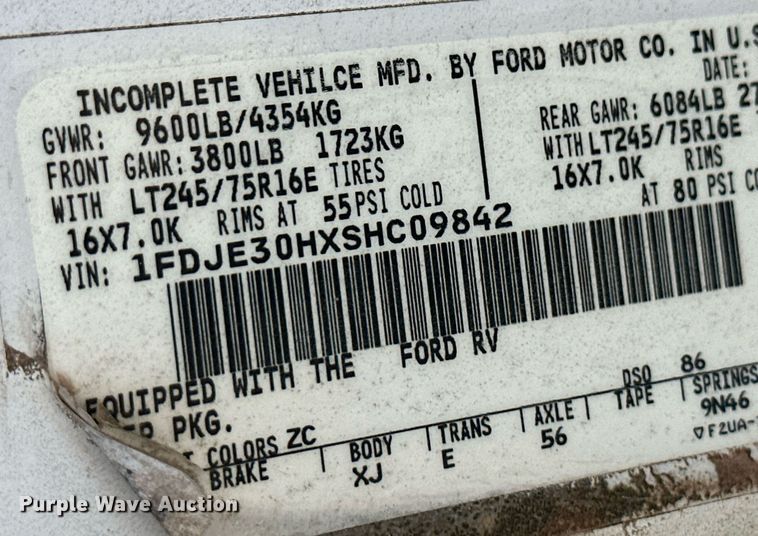 INCOMPLETE VEHILCE MFD. BY FORD MOTOR CO. IN U.S
DATE:
GVWR: 9600LB/4354KG
FRONT GAWR: 3800LB 1723KG
WITH LT245/75R16E TIRES
16X7.0K RIMS AT 55PSI COLD
REAR GAWR: 6084LB 27
WITH LT245/75R16E
16X7.0K RIMS
AT 80 PSI CO
VIN: 1FDJE30HXSHC09842
EQUIPPED WITH THE FORD RV
PKG.
COLORS ZC DSO 86
BRAKE BODY TRANS AXLE TAPE SPRINGS
XJ E 56 9N46
F2UA-
Purple Wave Auction